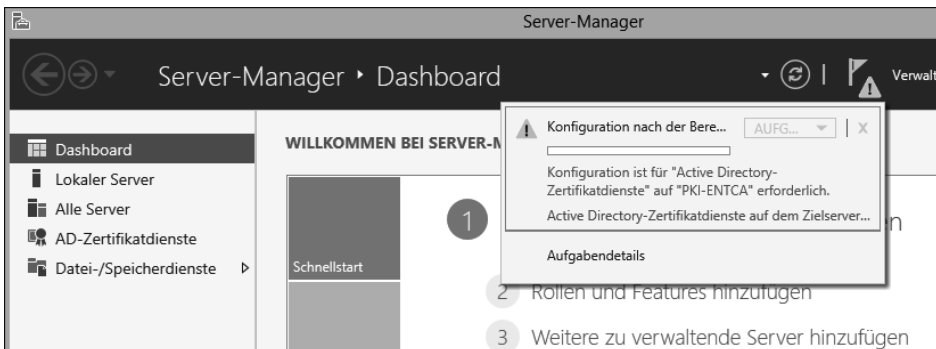 Server-Manager
Server-Manager • Dashboard
Verwalt
Dashboard
Lokaler Server
Alle Server
AD-Zertifikatdienste
Datei-/Speicherdienste
WILLKOMMEN BEI SERVER-M
Schnellstart
1
Konfiguration nach der Bere... AUFG... X
Konfiguration ist für "Active Directory-
Zertifikatdienste" auf "PKI-ENTCA" erforderlich.
Active Directory-Zertifikatdienste auf dem Zielserver...
Aufgabendetails
n
2 Rollen und Features hinzufügen
3 Weitere zu verwaltende Server hinzufügen